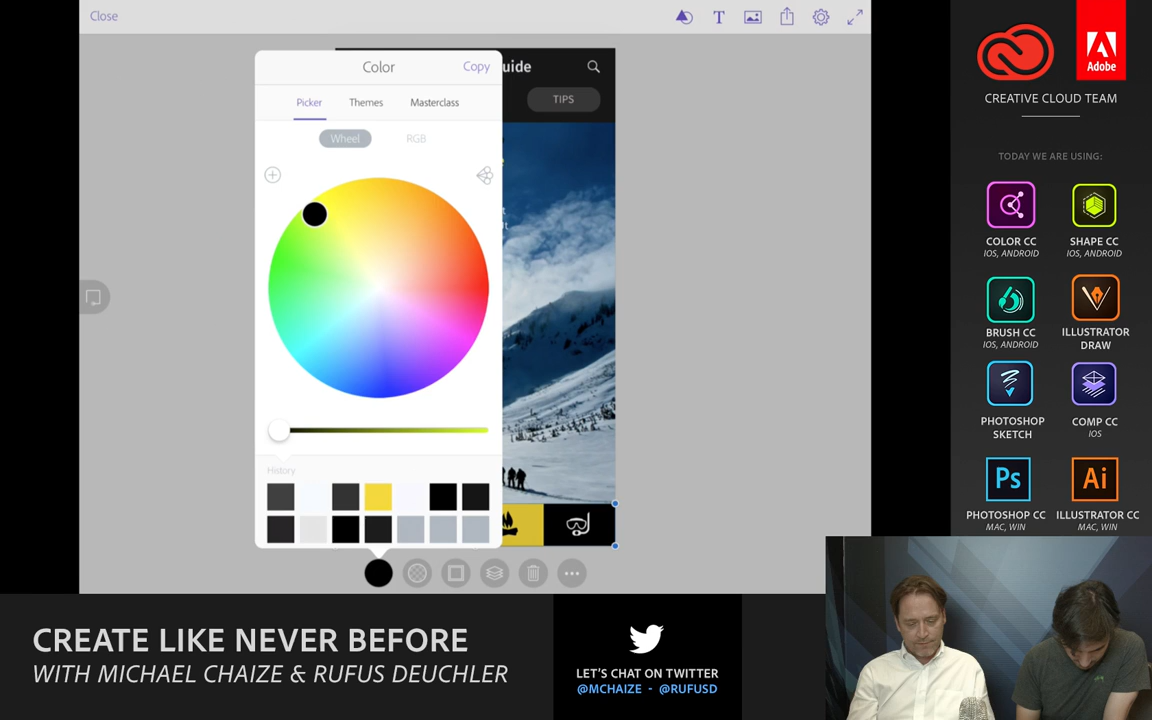 Close
T
Color
Copy
uide
TIPS
Picker
Themes
Masterclass
Wheel
RGB
History
Adobe
CREATIVE CLOUD TEAM
TODAY WE ARE USING:
COLOR CC
IOS, ANDROID
SHAPE CC
IOS, ANDROID
BRUSH CC
IOS, ANDROID
ILLUSTRATOR
DRAW
PHOTOSHOP
SKETCH
COMP CC
IOS
Ps
PHOTOSHOP CC
MAC, WIN
Ai
ILLUSTRATOR CC
MAC, WIN
CREATE LIKE NEVER BEFORE
WITH MICHAEL CHAIZE & RUFUS DEUCHLER
LET'S CHAT ON TWITTER
@MCHAIZE - @RUFUSD